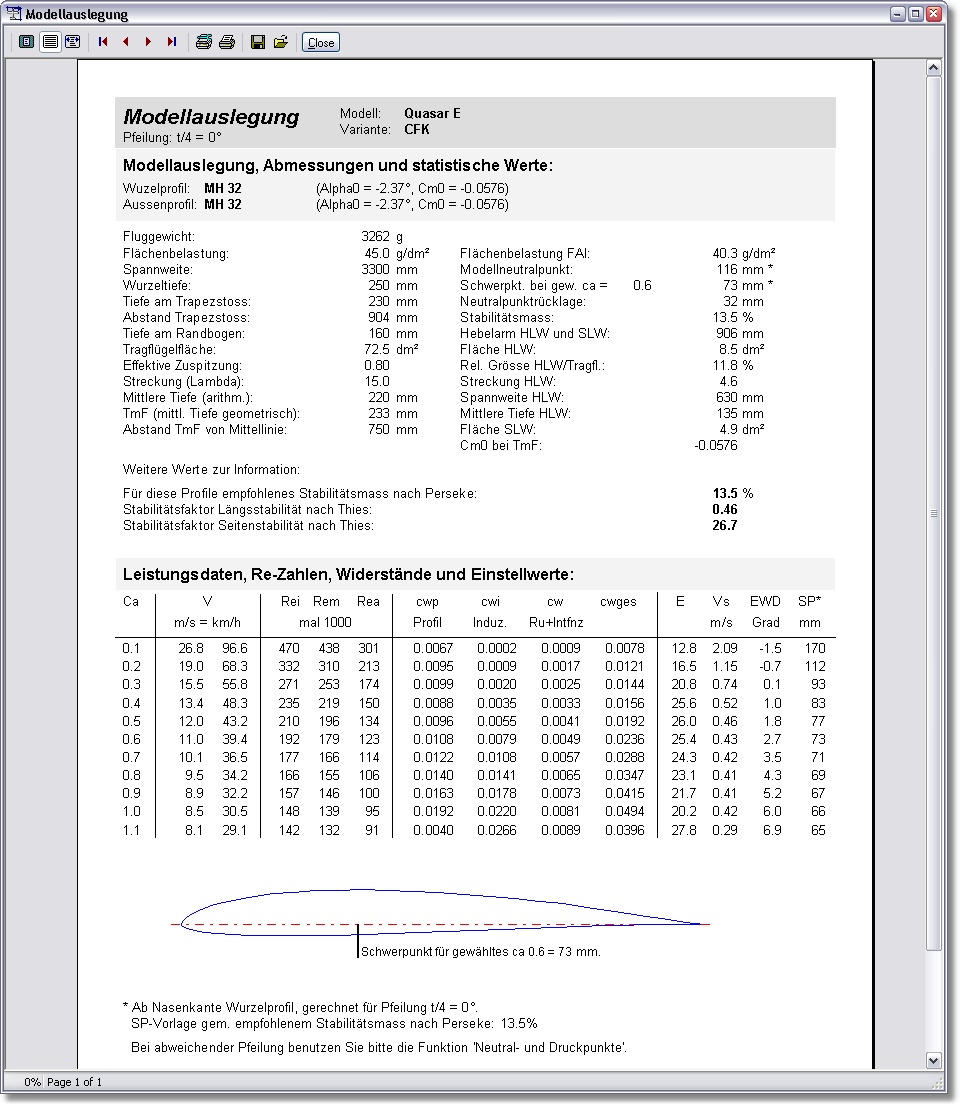 Modellauslegung
Close
Modellauslegung Modell: Quasar E
Pfeilung: t/4 = 0° Variante: CFK
Modellauslegung, Abmessungen und statistische Werte:
Wuzelprofil: MH 32 (Alpha0 = -2.37°, Cm0 = -0.0576)
Aussenprofil: MH 32 (Alpha0 = -2.37°, Cm0 = -0.0576)
Fluggewicht: 3262 g
Flächenbelastung: 45.0 g/dm² Flächenbelastung FAI: 40.3 g/dm²
Spannweite: 3300 mm Modellneutralpunkt: 116 mm *
Wurzeltiefe: 250 mm Schwerpkt. bei gew. ca = 0.6 73 mm *
Tiefe am Trapezstoss: 230 mm Neutralpunktrücklage: 32 mm
Abstand Trapezstoss: 904 mm Stabilitätsmass: 13.5 %
Tiefe am Randbogen: 160 mm Hebelarm HLW und SLW: 906 mm
Tragflügelfläche: 72.5 dm² Fläche HLW: 8.5 dm²
Effektive Zuspitzung: 0.80 Rel. Grösse HLW/Tragfl.: 11.8 %
Streckung (Lambda): 15.0 Streckung HLW: 4.6
Mittlere Tiefe (arithm.): 220 mm Spannweite HLW: 630 mm
TmF (mittl. Tiefe geometrisch): 233 mm Mittlere Tiefe HLW: 135 mm
Abstand TmF von Mittellinie: 750 mm Fläche SLW: 4.9 dm²
Cm0 bei TmF: -0.0576
Weitere Werte zur Information:
Für diese Profile empfohlenes Stabilitätsmass nach Perseke: 13.5 %
Stabilitätsfaktor Längsstabilität nach Thies: 0.46
Stabilitätsfaktor Seitenstabilität nach Thies: 26.7
Leistungsdaten, Re-Zahlen, Widerstände und Einstellwerte:
Ca V Rei Rem Rea cwp cwi cw cwges E Vs EWD SP*
m/s = km/h mal 1000 Profil Induz. Ru+Intfnz m/s Grad mm
0.1 26.8 96.6 470 438 301 0.0067 0.0002 0.0009 0.0078 12.8 2.09 -1.5 170
0.2 19.0 68.3 332 310 213 0.0095 0.0009 0.0017 0.0121 16.5 1.15 -0.7 112
0.3 15.5 55.8 271 253 174 0.0099 0.0020 0.0025 0.0144 20.8 0.74 0.1 93
0.4 13.4 48.3 235 219 150 0.0088 0.0035 0.0033 0.0156 25.6 0.52 1.0 83
0.5 12.0 43.2 210 196 134 0.0096 0.0055 0.0041 0.0192 26.0 0.46 1.8 77
0.6 11.0 39.4 192 179 123 0.0108 0.0079 0.0049 0.0236 25.4 0.43 2.7 73
0.7 10.1 36.5 177 166 114 0.0122 0.0108 0.0057 0.0288 24.3 0.42 3.5 71
0.8 9.5 34.2 166 155 106 0.0140 0.0141 0.0065 0.0347 23.1 0.41 4.3 69
0.9 8.9 32.2 157 146 100 0.0163 0.0178 0.0073 0.0415 21.7 0.41 5.2 67
1.0 8.5 30.5 148 139 95 0.0192 0.0220 0.0081 0.0494 20.2 0.42 6.0 66
1.1 8.1 29.1 142 132 91 0.0040 0.0266 0.0089 0.0396 27.8 0.29 6.9 65
Schwerpunkt für gewähltes ca 0.6 = 73 mm.
* Ab Nasenkante Wurzelprofil, gerechnet für Pfeilung t/4 = 0°.
SP-Vorlage gem. empfohlenem Stabilitätsmass nach Perseke: 13.5%
Bei abweichender Pfeilung benutzen Sie bitte die Funktion 'Neutral- und Druckpunkte'.
0% Page 1 of 1